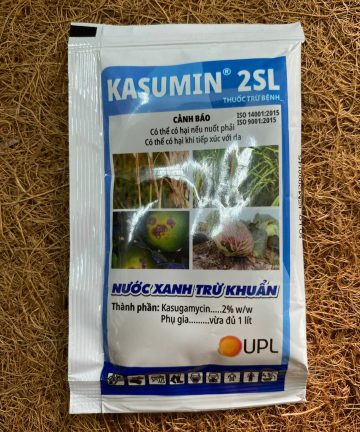 KASUMIN® 2SL
THUỐC TRỪ BỆNH
CẢNH BÁO
ISO 14001:2015
ISO 9001:2015
Có thể có hại nếu nuốt phải
Có thể có hại khi tiếp xúc với da
NƯỚC XANH TRỪ KHUẨN
Thành phần: Kasugamycin.....2% w/w
Phụ gia.........vừa đủ 1 lít
UPL